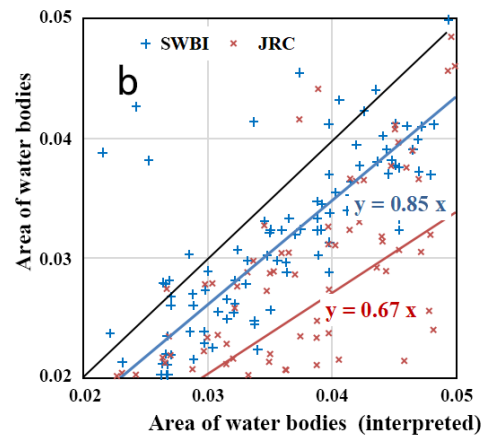 0.05
SWBI JRC
b
0.04
Area of water bodies
y = 0.85 x
0.03
y = 0.67 x
0.02
0.02 0.03 0.04 0.05
Area of water bodies (interpreted)